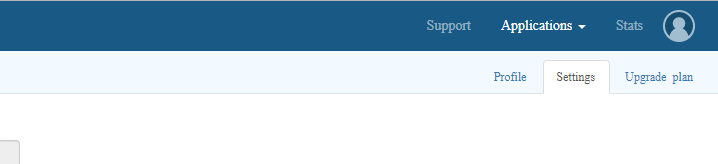 Support Applications Stats
Profile Settings Upgrade plan